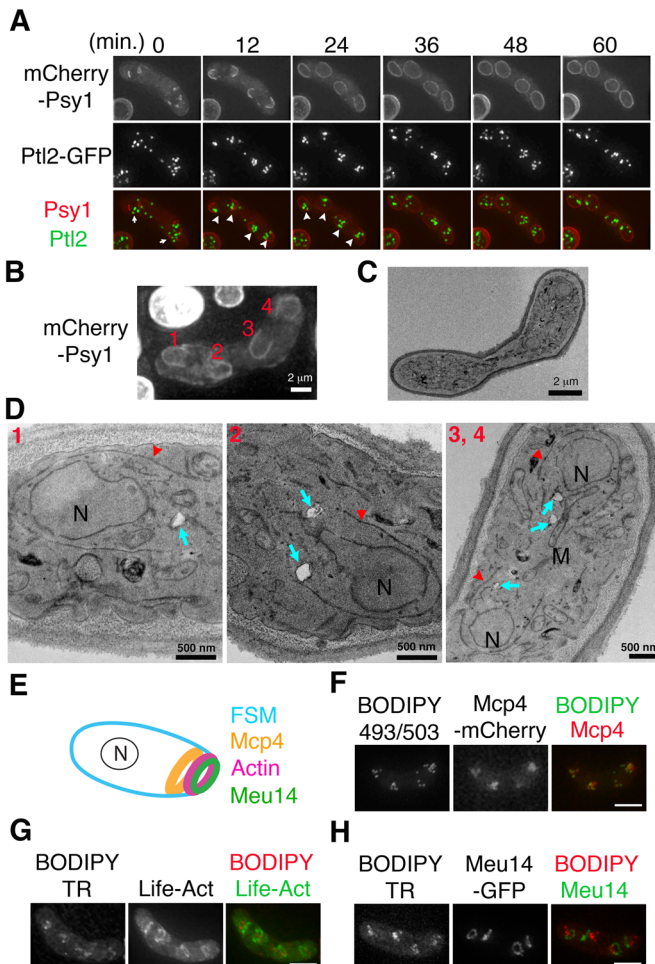 A
(min.) 0 12 24 36 48 60
mCherry
-Psy1
Ptl2-GFP
Psy1
Ptl2
B
mCherry
-Psy1
1
2
3
4
2 μm
C
2 μm
D
1
N
500 nm
2
N
500 nm
3, 4
N
M
N
500 nm
E
N
FSM
Mcp4
Actin
Meu14
F
BODIPY
493/503
Mcp4
-mCherry
BODIPY
Mcp4
G
BODIPY
TR
Life-Act
BODIPY
Life-Act
H
BODIPY
TR
Meu14
-GFP
BODIPY
Meu14